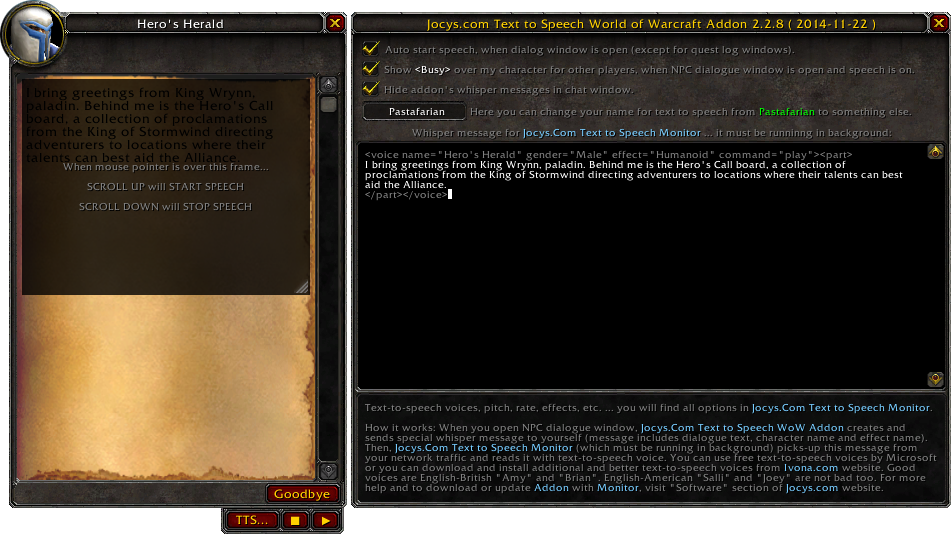 Hero's Herald
I bring greetings from King Wrynn,
paladin. Behind me is the Hero's Call
board, a collection of proclamations
from the King of Stormwind directing
adventurers to locations where their
talents can best aid the Alliance.
When mouse pointer is over this frame...
SCROLL UP will START SPEECH
SCROLL DOWN will STOP SPEECH
Goodbye
TTS...
Jocys.com Text to Speech World of Warcraft Addon 2.2.8 ( 2014-11-22 )
Auto start speech, when dialog window is open (except for quest log windows).
Show <Busy> over my character for other players, when NPC dialogue window is open and speech is on.
Hide addon's whisper messages in chat window.
Pastafarian Here you can change your name for text to speech from Pastafarian to something else.
Whisper message for Jocys.Com Text to Speech Monitor ... it must be runnning in background:
<voice name="Hero's Herald" gender="Male" effect="Humanoid" command="play"><part>
I bring greetings from King Wrynn, paladin. Behind me is the Hero's Call board, a collection of
proclamations from the King of Stormwind directing adventurers to locations where their talents can best
aid the Alliance.
</part></voice>
Text-to-speech voices, pitch, rate, effects, etc. ... you will find all options in Jocys.Com Text to Speech Monitor.
How it works: When you open NPC dialogue window, Jocys.Com Text to Speech WoW Addon creates and
sends special whisper message to yourself (message includes dialogue text, character name and effect name).
Then, Jocys.Com Text to Speech Monitor (which must be running in background) picks-up this message from
your network traffic and reads it with text-to-speech voice. You can use free text-to-speech voices by Microsoft
or you can download and install additional and better text-to-speech voices from Ivona.com website. Good
voices are English-British "Amy" and "Brian". English-American "Salli" and "Joey" are not bad too. For more
help and to download or update Addon with Monitor, visit "Software" section of Jocys.com website.